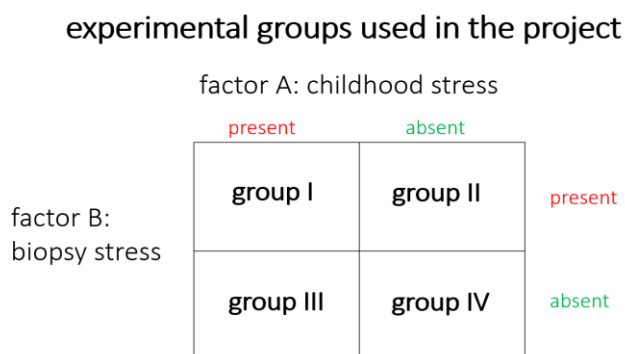 experimental groups used in the project
factor A: childhood stress
present absent
group I group II present
factor B:
biopsy stress
group III group IV absent